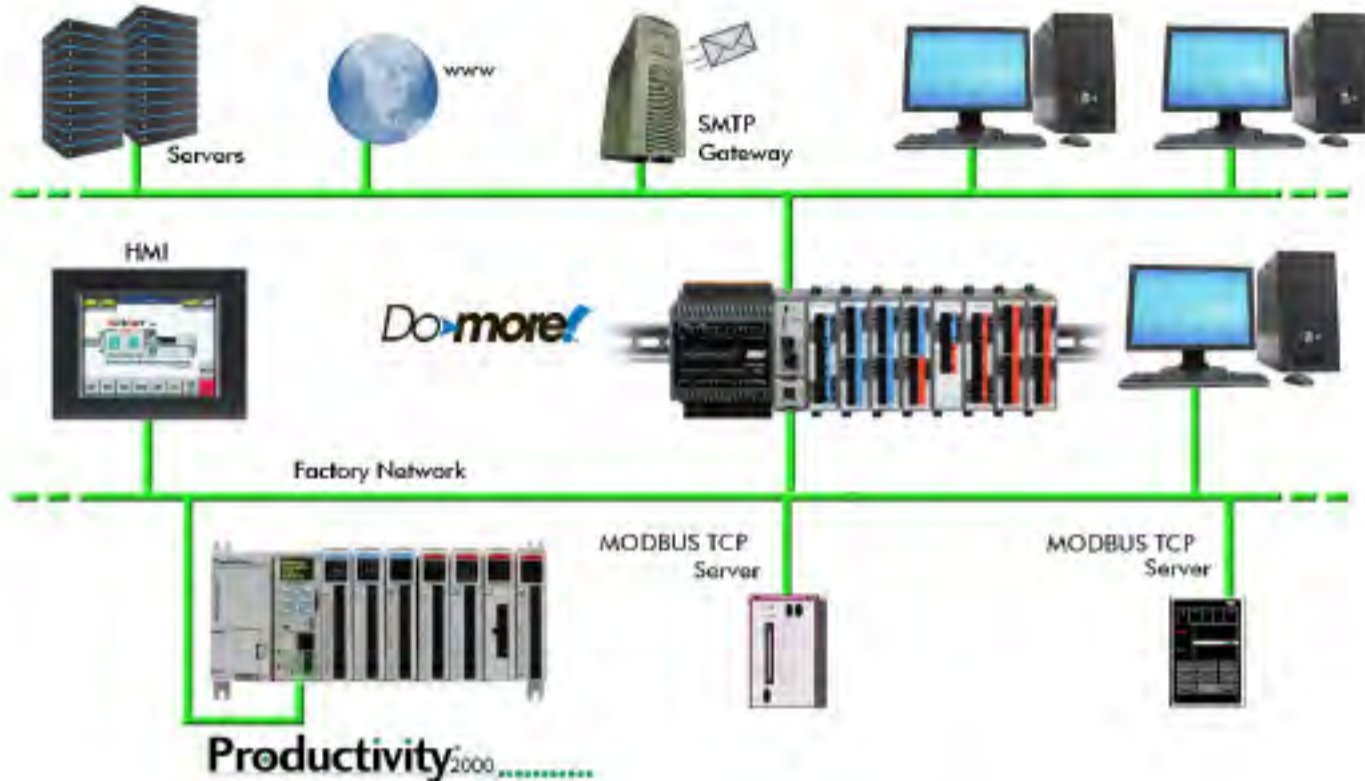 www
SMTP
Gateway
Servers
HMI
Do-more!
Factory Network
MODBUS TCP
Server
MODBUS TCP
Server
Productivity2000